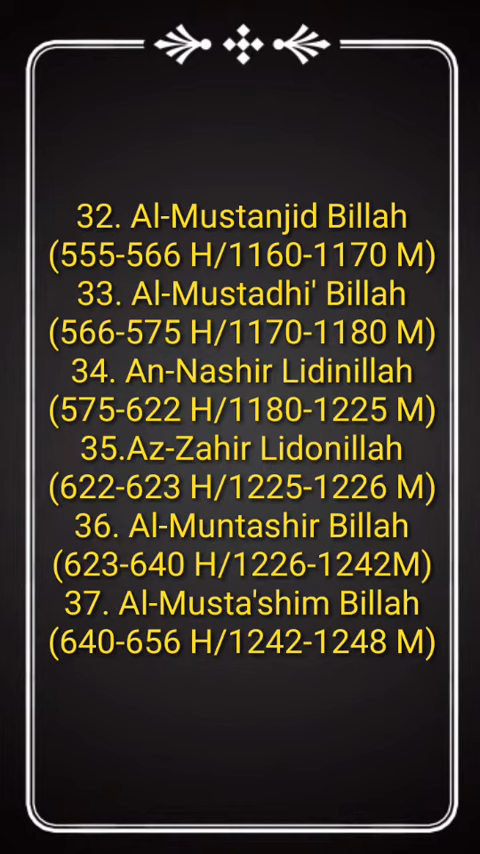 32. Al-Mustanjid Billah
(555-566 H/1160-1170 M)
33. Al-Mustadhi' Billah
(566-575 H/1170-1180 M)
34. An-Nashir Lidinillah
(575-622 H/1180-1225 M)
35.Az-Zahir Lidonillah
(622-623 H/1225-1226 M)
36. Al-Muntashir Billah
(623-640 H/1226-1242M)
37. Al-Musta'shim Billah
(640-656 H/1242-1248 M)